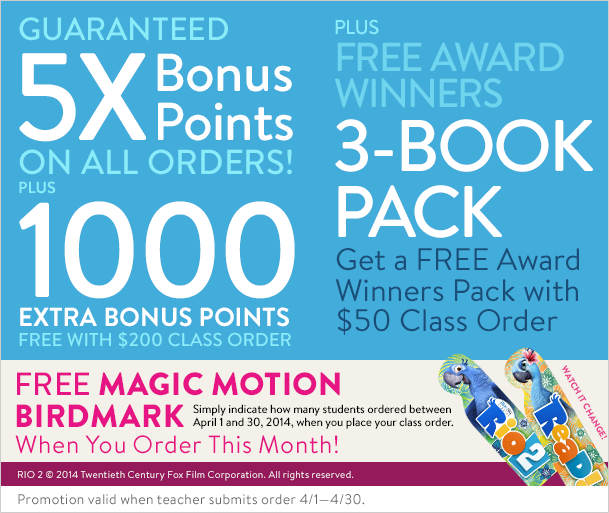 GUARANTEED
5X Bonus
Points
ON ALL ORDERS!
PLUS
1000
EXTRA BONUS POINTS
FREE WITH $200 CLASS ORDER
PLUS
FREE AWARD
WINNERS
3-BOOK
PACK
Get a FREE Award
Winners Pack with
$50 Class Order
FREE MAGIC MOTION
BIRDMARK
Simply indicate how many students ordered between
April 1 and 30, 2014, when you place your class order.
When You Order This Month!
WATCH IT CHANGE!
Rio 2
Read!
RIO 2 © 2014 Twentieth Century Fox Film Corporation. All rights reserved.
Promotion valid when teacher submits order 4/1—4/30.